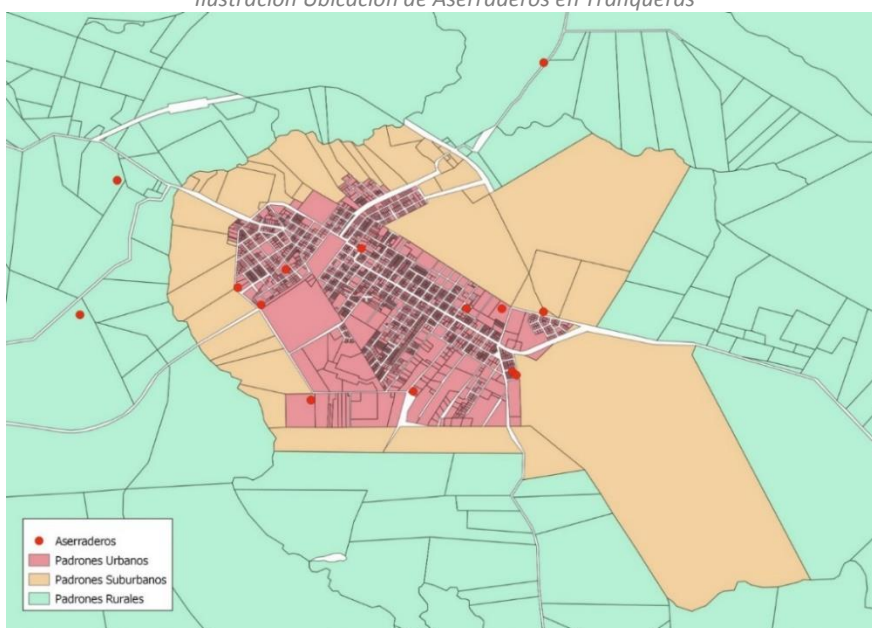 Ilustración Ubicación de Aserraderos en Tranqueras
Aserraderos
Padrones Urbanos
Padrones Suburbanos
Padrones Rurales